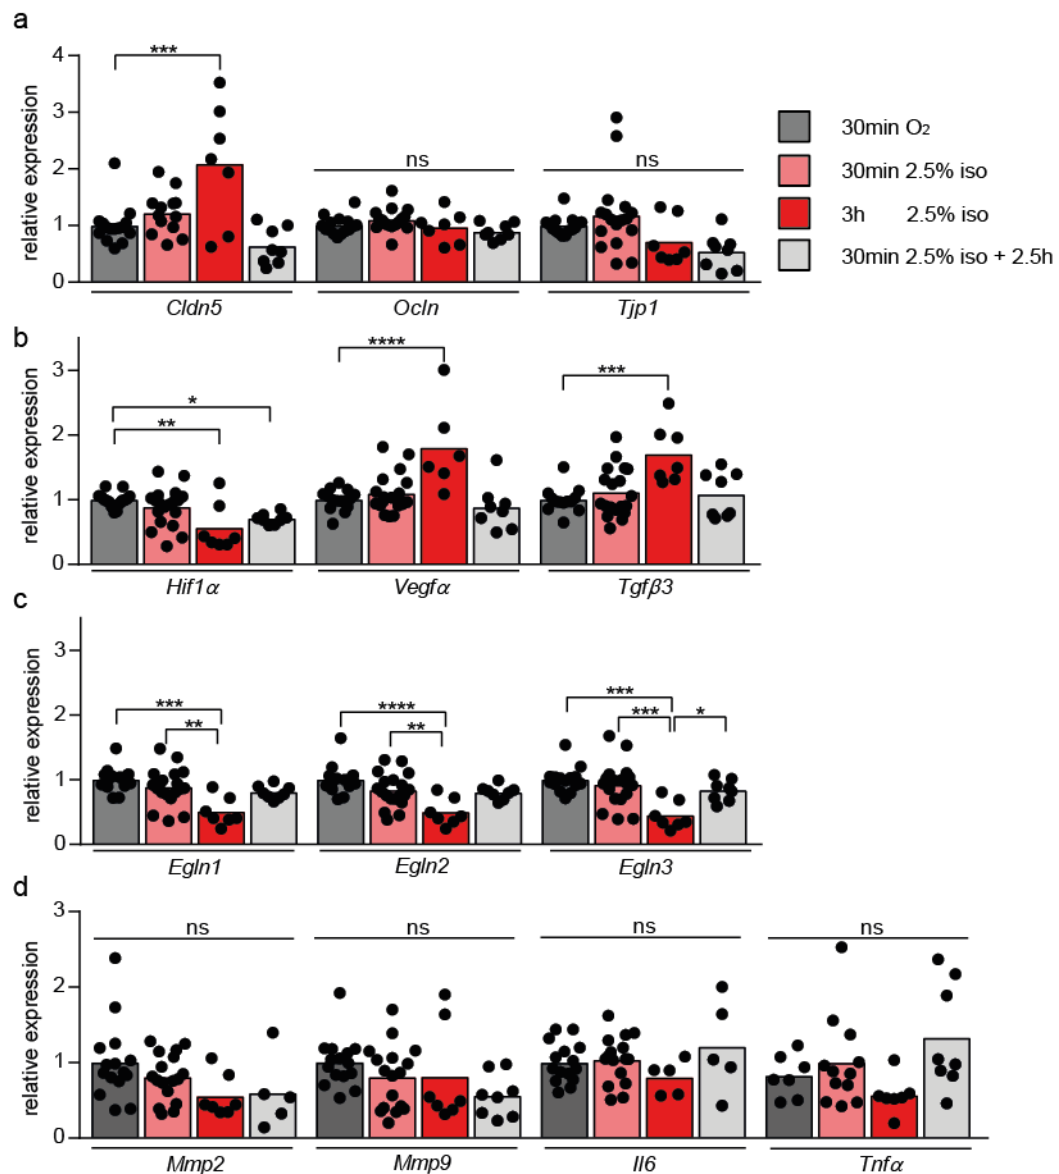 a
relative expression
4
3
2
1
0
***
ns
ns
Cldn5
Ocln
Tjp1
30min O₂
30min 2.5% iso
3h 2.5% iso
30min 2.5% iso + 2.5h
b
relative expression
3
2
1
0
*
**
****
***
Hif1α
Vegfα
Tgfβ3
c
relative expression
3
2
1
0
***
**
****
**
***
***
*
Egln1
Egln2
Egln3
d
relative expression
3
2
1
0
ns
ns
ns
ns
Mmp2
Mmp9
Il6
Tnfα